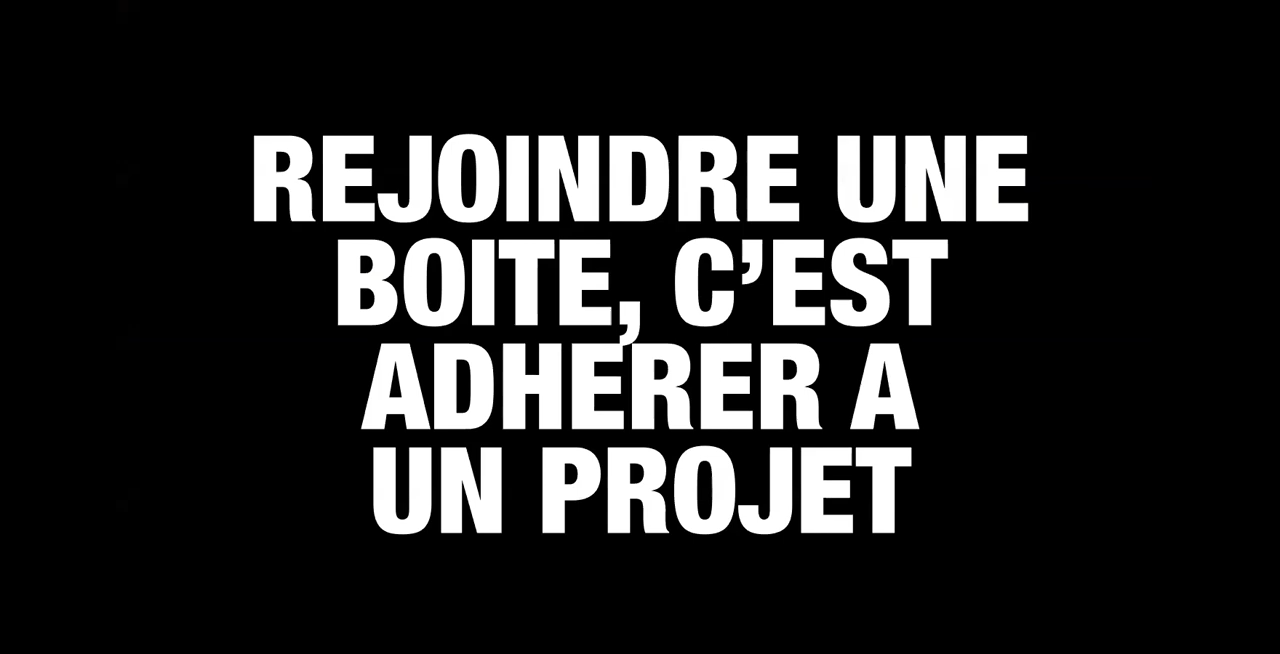 REJOINDRE UNE
BOITE, C’EST
ADHERER A
UN PROJET